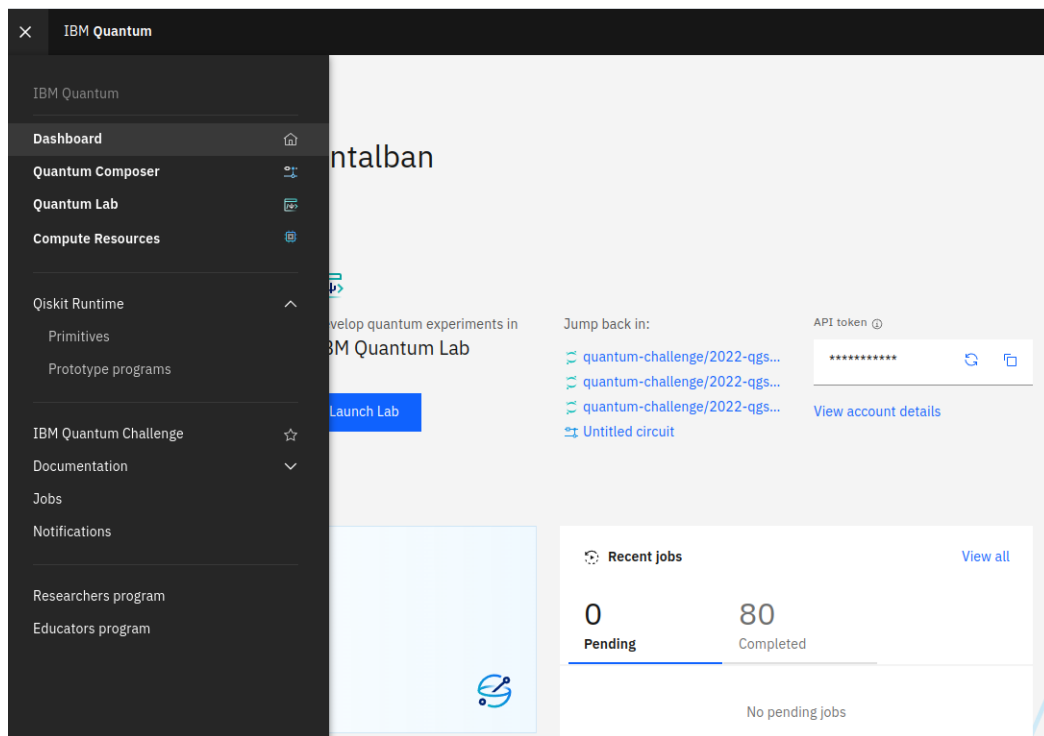 IBM Quantum
IBM Quantum
Dashboard
Quantum Composer
Quantum Lab
Compute Resources
Qiskit Runtime
Primitives
Prototype programs
IBM Quantum Challenge
Documentation
Jobs
Notifications
Researchers program
Educators program
ntalban
velop quantum experiments in
BM Quantum Lab
Launch Lab
Jump back in:
quantum-challenge/2022-qgs...
quantum-challenge/2022-qgs...
quantum-challenge/2022-qgs...
Untitled circuit
API token
***********
View account details
Recent jobs
View all
0
Pending
80
Completed
No pending jobs